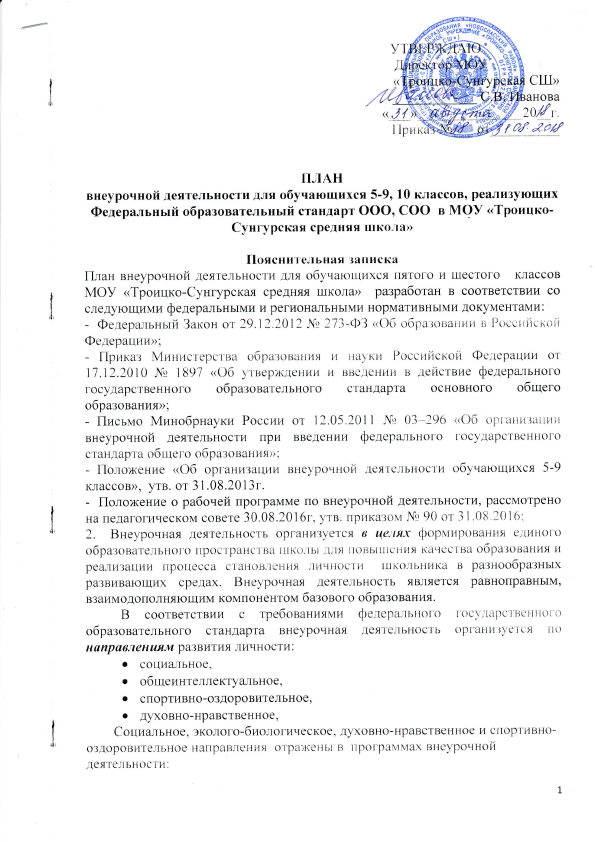 УТВЕРЖДАЮ
Директор МОУ
«Троицко-Сунгурская СШ»
С.В. Иванова
«31» августа 2018 г.
Приказ № 98 от 31.08.2018
ПЛАН
внеурочной деятельности для обучающихся 5-9, 10 классов, реализующих
Федеральный образовательный стандарт ООО, СОО в МОУ «Троицко-
Сунгурская средняя школа»
Пояснительная записка
План внеурочной деятельности для обучающихся пятого и шестого классов
МОУ «Троицко-Сунгурская средняя школа» разработан в соответствии со
следующими федеральными и региональными нормативными документами:
- Федеральный Закон от 29.12.2012 № 273-ФЗ «Об образовании в Российской
Федерации»;
- Приказ Министерства образования и науки Российской Федерации от
17.12.2010 № 1897 «Об утверждении и введении в действие федерального
государственного образовательного стандарта основного общего
образования»;
- Письмо Минобрнауки России от 12.05.2011 № 03–296 «Об организации
внеурочной деятельности при введении федерального государственного
стандарта общего образования»;
- Положение «Об организации внеурочной деятельности обучающихся 5-9
классов», утв. от 31.08.2013г.
- Положение о рабочей программе по внеурочной деятельности, рассмотрено
на педагогическом совете 30.08.2016г, утв. приказом № 90 от 31.08.2016;
2. Внеурочная деятельность организуется в целях формирования единого
образовательного пространства школы для повышения качества образования и
реализации процесса становления личности школьника в разнообразных
развивающих средах. Внеурочная деятельность является равноправным,
взаимодополняющим компонентом базового образования.
В соответствии с требованиями федерального государственного
образовательного стандарта внеурочная деятельность организуется по
направлениям развития личности:
• социальное,
• общеинтеллектуальное,
• спортивно-оздоровительное,
• духовно-нравственное,
Социальное, эколого-биологическое, духовно-нравственное и спортивно-
оздоровительное направления отражены в программах внеурочной
деятельности:
1